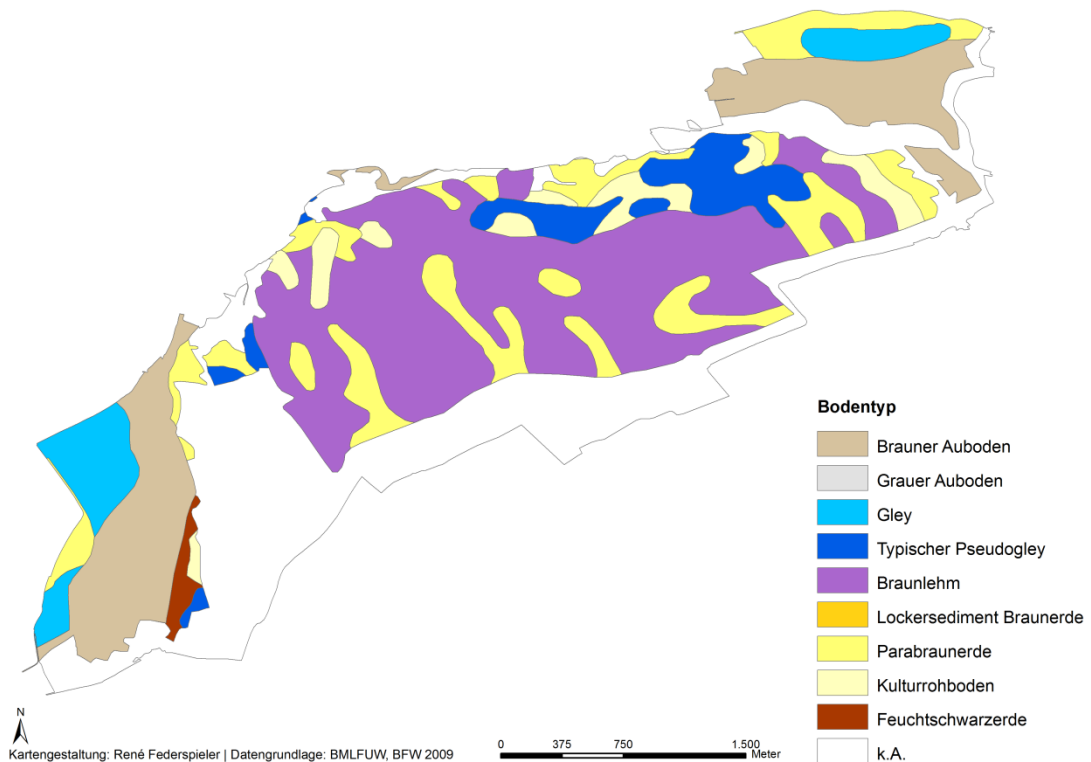 Bodentyp
Brauner Auboden
Grauer Auboden
Gley
Typischer Pseudogley
Braunlehm
Lockersediment Braunerde
Parabraunerde
Kulturrohboden
Feuchtschwarzerde
k.A.
N
Kartengestaltung: René Federspieler | Datengrundlage: BMLFUW, BFW 2009
0 375 750 1.500
Meter